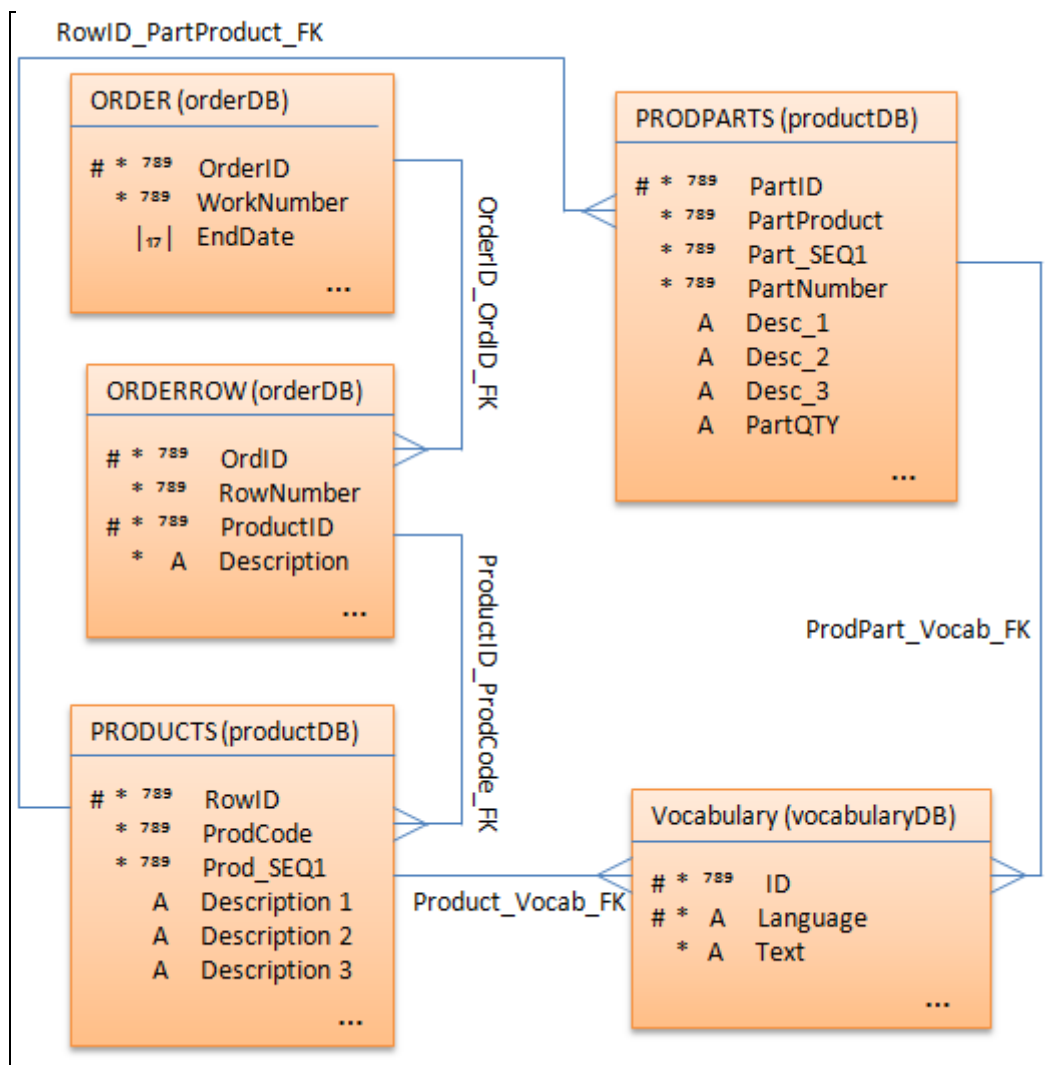 RowID_PartProduct_FK
ORDER (orderDB)
# * 789 OrderID
* 789 WorkNumber
|17| EndDate
...
OrderID_OrdID_FK
ORDERROW (orderDB)
# * 789 OrdID
* 789 RowNumber
# * 789 ProductID
* A Description
...
ProductID_ProdCode_FK
PRODUCTS (productDB)
# * 789 RowID
* 789 ProdCode
* 789 Prod_SEQ1
A Description 1
A Description 2
A Description 3
...
PRODPARTS (productDB)
# * 789 PartID
* 789 PartProduct
* 789 Part_SEQ1
* 789 PartNumber
A Desc_1
A Desc_2
A Desc_3
A PartQTY
...
ProdPart_Vocab_FK
Product_Vocab_FK
Vocabulary (vocabularyDB)
# * 789 ID
# * A Language
* A Text
...